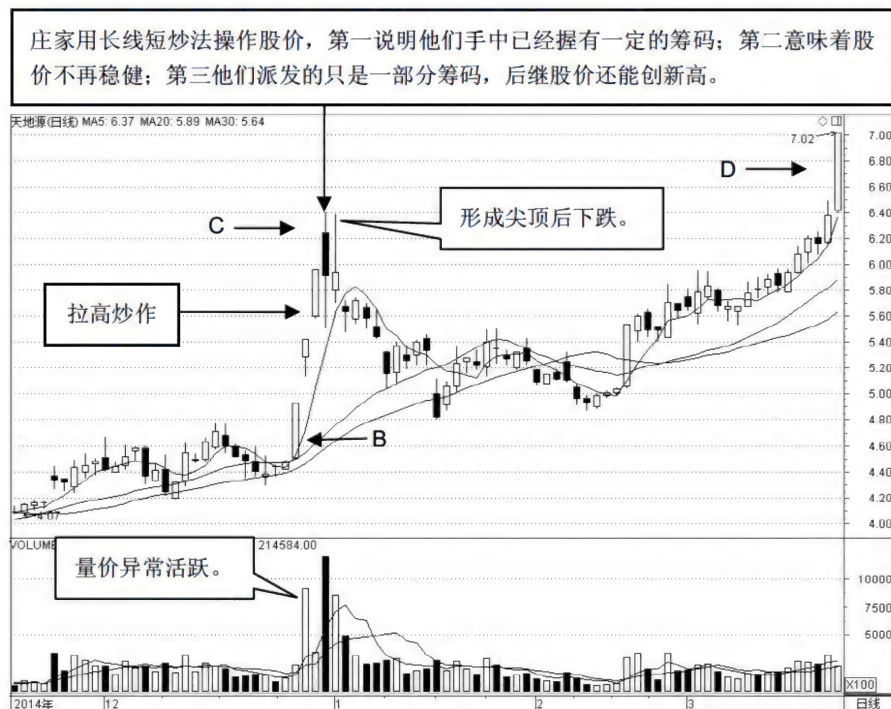 庄家用长线短炒法操作股价，第一说明他们手中已经握有一定的筹码；第二意味着股
价不再稳健；第三他们派发的只是一部分筹码，后继股价还能创新高。
天地源(日线) MA5: 6.37 MA20: 5.89 MA30: 5.64
7.02
7.00
6.80
D
6.60
C
形成尖顶后下跌。
6.40
6.20
6.00
拉高炒作
5.80
5.60
5.40
5.20
5.00
4.80
B
4.60
4.40
4.20
4.07
4.00
VOLUME
214584.00
量价异常活跃。
10000
7500
5000
X100
2014年
12
1
2
3
日线